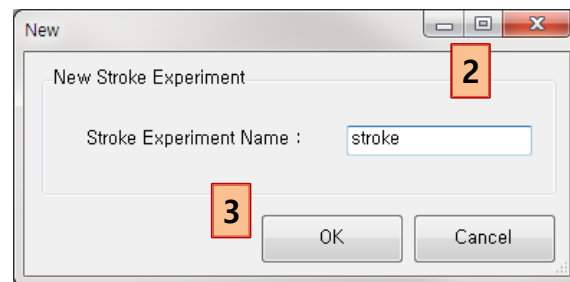 New
2
New Stroke Experiment
Stroke Experiment Name :
stroke
3
OK
Cancel